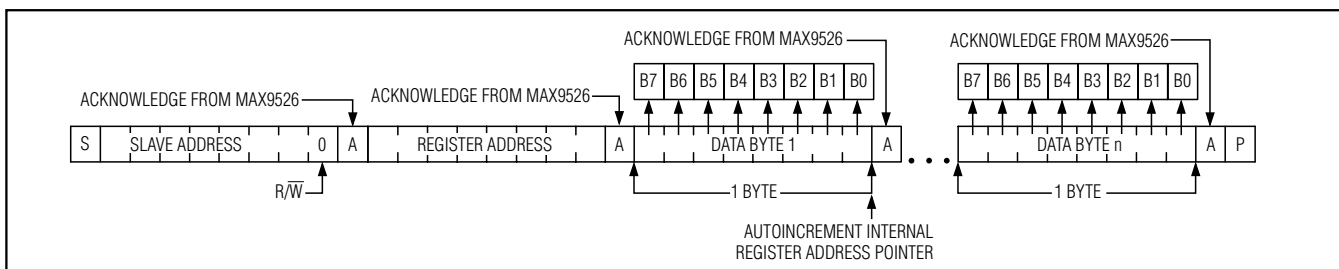 ACKNOWLEDGE FROM MAX9526
ACKNOWLEDGE FROM MAX9526
B7 B6 B5 B4 B3 B2 B1 B0
B7 B6 B5 B4 B3 B2 B1 B0
ACKNOWLEDGE FROM MAX9526
ACKNOWLEDGE FROM MAX9526
S SLAVE ADDRESS 0 A REGISTER ADDRESS A DATA BYTE 1 A DATA BYTE n A P
R/W̅
1 BYTE
1 BYTE
AUTOINCREMENT INTERNAL
REGISTER ADDRESS POINTER